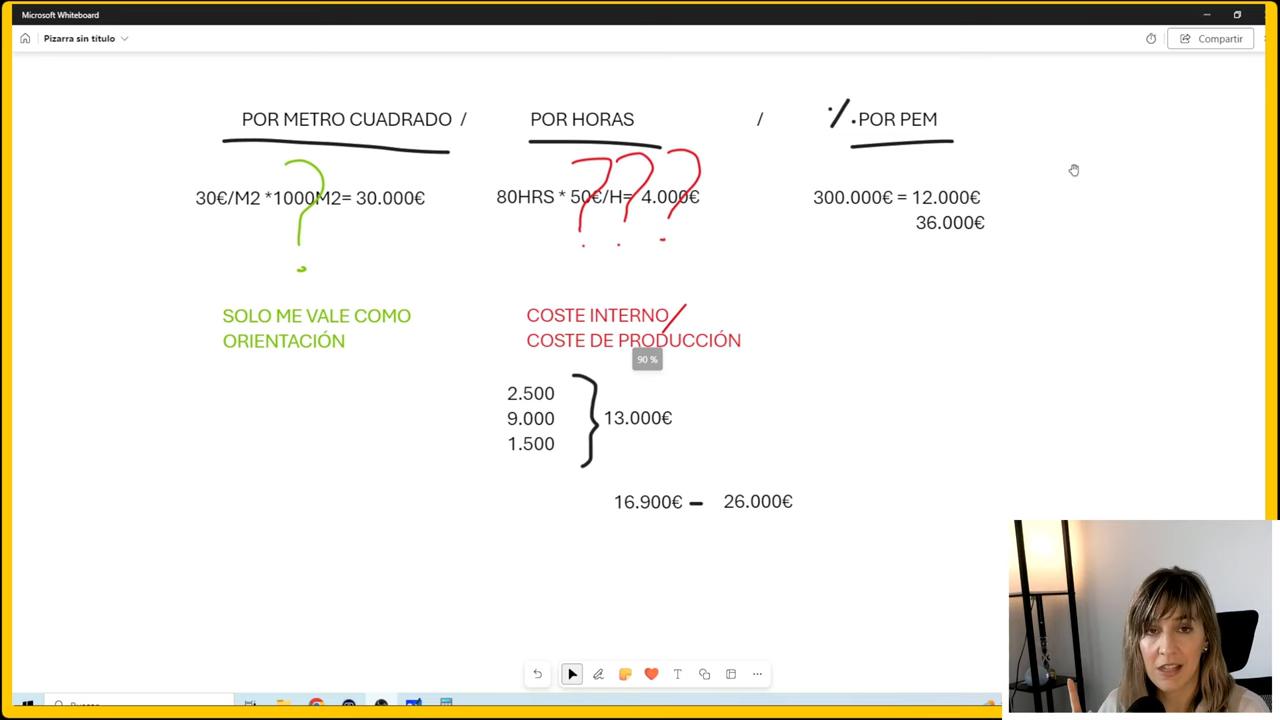 Microsoft Whiteboard
Pizarra sin título
Compartir
POR METRO CUADRADO / POR HORAS / ٪. POR PEM
30€/M2 *1000M2= 30.000€
?
80HRS * 50€/H= 4.000€
???
300.000€ = 12.000€
36.000€
SOLO ME VALE COMO
ORIENTACIÓN
COSTE INTERNO/
COSTE DE PRODUCCIÓN
90 %
2.500
9.000
1.500
13.000€
16.900€ - 26.000€